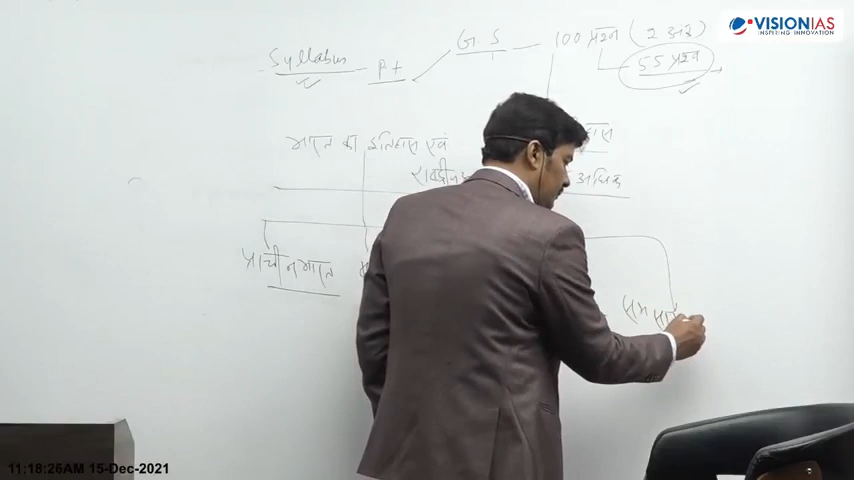 VISIONIAS
INSPIRING INNOVATION
Syllabus Pt G.S 100 प्रश्न (2 अंक)
55 प्रश्न
भारत का इतिहास एवं
प्राचीन भारत
11:18:26AM 15-Dec-2021